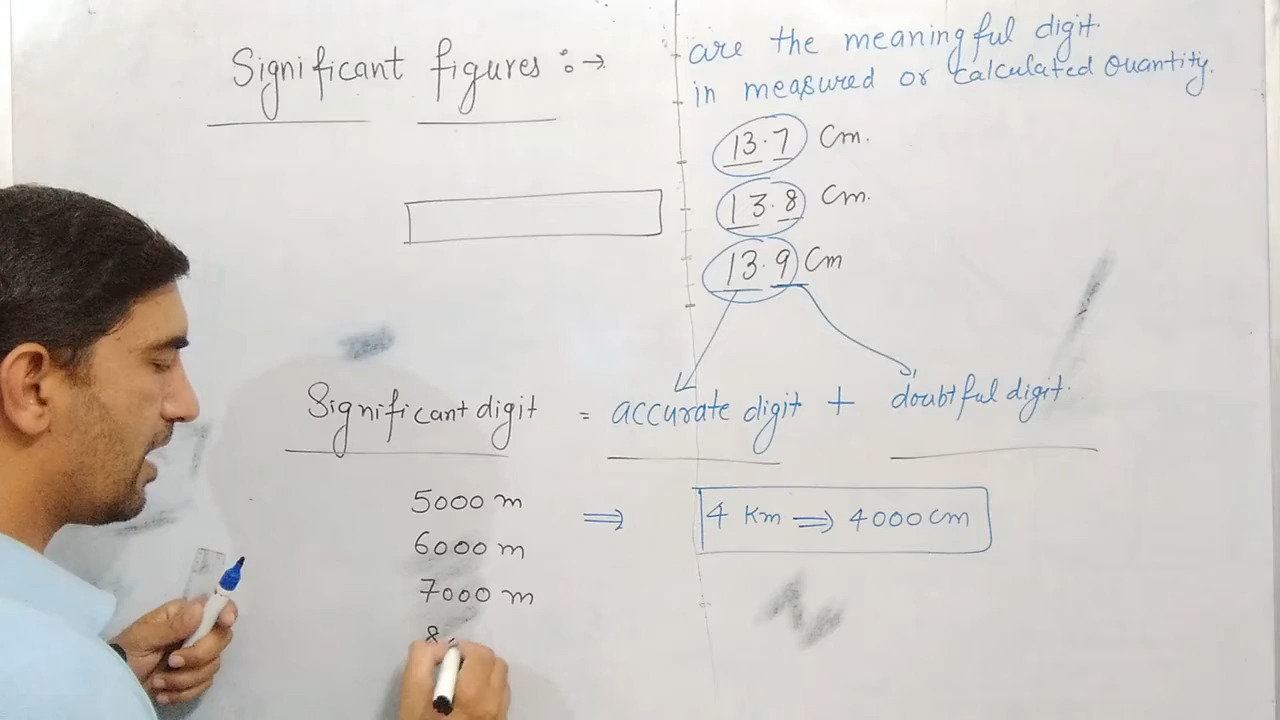 Significant figures :→
are the meaningful digit.
in measured or calculated Quantity.
13.7 Cm.
13.8 Cm.
13.9 Cm
Significant digit = accurate digit + doubtful digit.
5000 m ⇒ 4 Km ⇒ 4000 cm
6000 m
7000 m
8